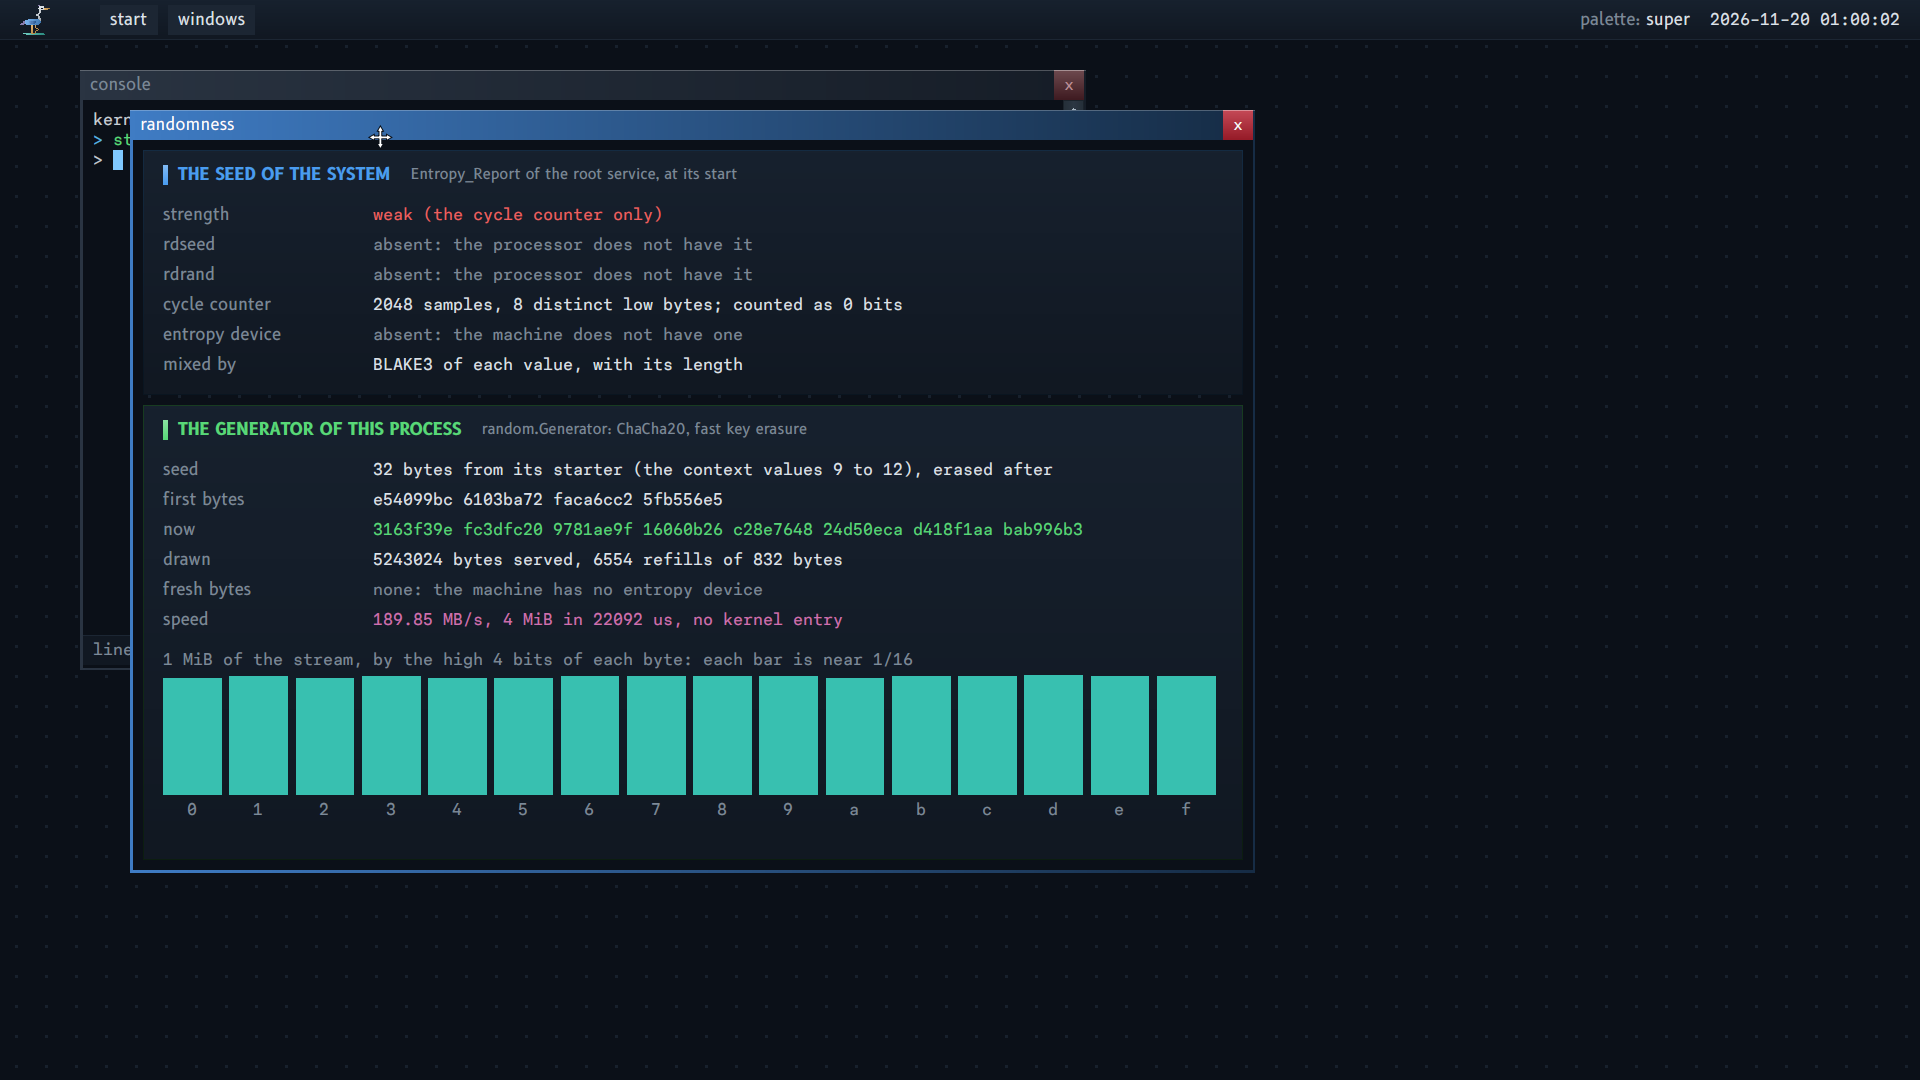 start windows palette: super 2026-11-20 01:00:02
console x
kern
> st
>
line
randomness x
THE SEED OF THE SYSTEM Entropy_Report of the root service, at its start
strength weak (the cycle counter only)
rdseed absent: the processor does not have it
rdrand absent: the processor does not have it
cycle counter 2048 samples, 8 distinct low bytes; counted as 0 bits
entropy device absent: the machine does not have one
mixed by BLAKE3 of each value, with its length
THE GENERATOR OF THIS PROCESS random.Generator: ChaCha20, fast key erasure
seed 32 bytes from its starter (the context values 9 to 12), erased after
first bytes e54099bc 6103ba72 faca6cc2 5fb556e5
now 3163f39e fc3dfc20 9781ae9f 16060b26 c28e7648 24d50eca d418f1aa bab996b3
drawn 5243024 bytes served, 6554 refills of 832 bytes
fresh bytes none: the machine has no entropy device
speed 189.85 MB/s, 4 MiB in 22092 us, no kernel entry
1 MiB of the stream, by the high 4 bits of each byte: each bar is near 1/16
0 1 2 3 4 5 6 7 8 9 a b c d e f